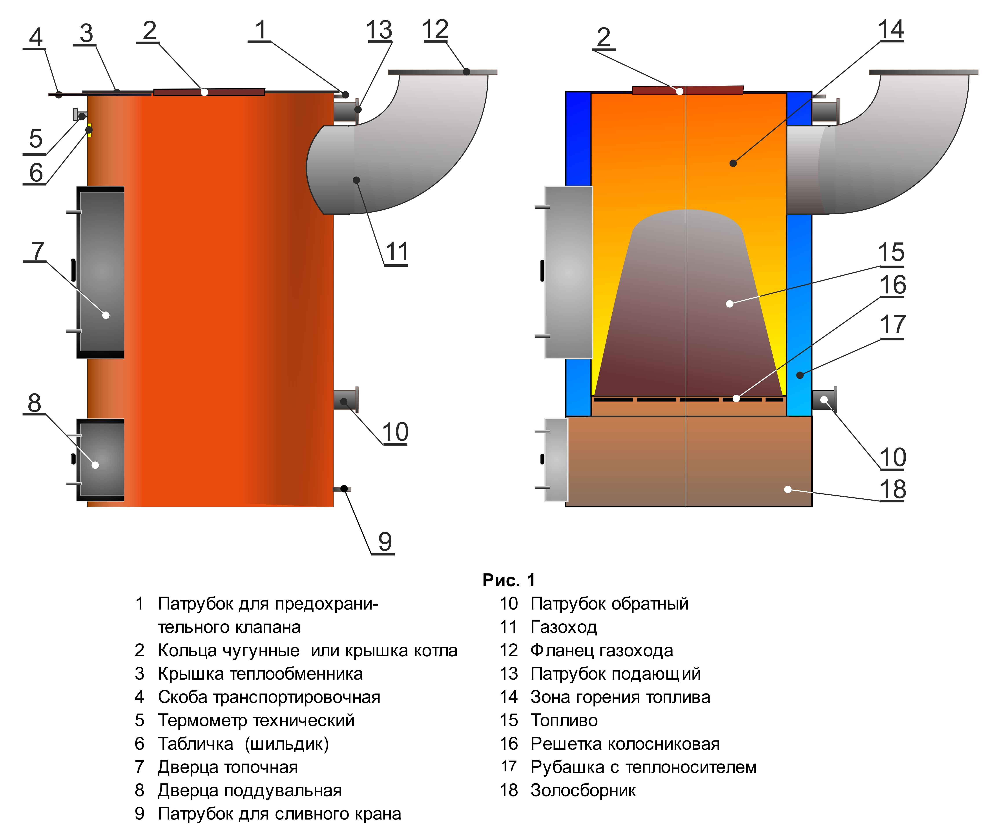 4 3 2 1 13 12
2 14
5
6
7
11
8
10
9
15
16
17
10
18
Рис. 1
1 Патрубок для предохрани-
тельного клапана
2 Кольца чугунные или крышка котла
3 Крышка теплообменника
4 Скоба транспортировочная
5 Термометр технический
6 Табличка (шильдик)
7 Дверца топочная
8 Дверца поддувальная
9 Патрубок для сливного крана
10 Патрубок обратный
11 Газоход
12 Фланец газохода
13 Патрубок подающий
14 Зона горения топлива
15 Топливо
16 Решетка колосниковая
17 Рубашка с теплоносителем
18 Золосборник